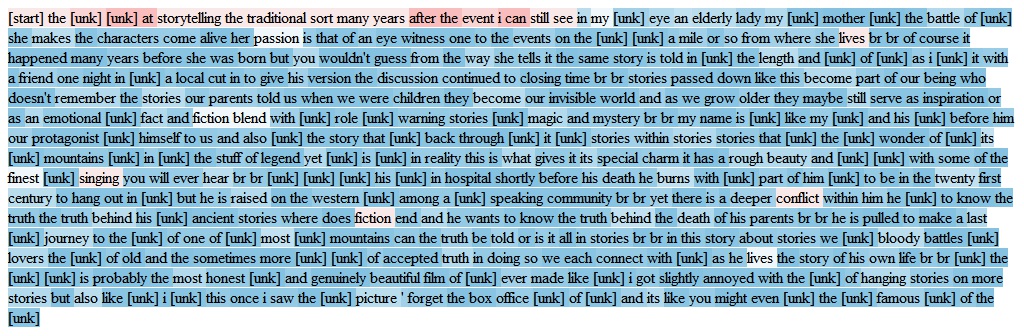 [start] the [unk] [unk] at storytelling the traditional sort many years after the event i can still see in my [unk] eye an elderly lady my [unk] mother [unk] the battle of [unk]
she makes the characters come alive her passion is that of an eye witness one to the events on the [unk] [unk] a mile or so from where she lives br br of course it
happened many years before she was born but you wouldn't guess from the way she tells it the same story is told in [unk] the length and [unk] of [unk] as i [unk] it with
a friend one night in [unk] a local cut in to give his version the discussion continued to closing time br br stories passed down like this become part of our being who
doesn't remember the stories our parents told us when we were children they become our invisible world and as we grow older they maybe still serve as inspiration or
as an emotional [unk] fact and fiction blend with [unk] role [unk] warning stories [unk] magic and mystery br br my name is [unk] like my [unk] and his [unk] before him
our protagonist [unk] himself to us and also [unk] the story that [unk] back through [unk] it [unk] stories within stories stories that [unk] the [unk] wonder of [unk] its
[unk] mountains [unk] in [unk] the stuff of legend yet [unk] is [unk] in reality this is what gives it its special charm it has a rough beauty and [unk] [unk] with some of the
finest [unk] singing you will ever hear br br [unk] [unk] [unk] his [unk] in hospital shortly before his death he burns with [unk] part of him [unk] to be in the twenty first
century to hang out in [unk] but he is raised on the western [unk] among a [unk] speaking community br br yet there is a deeper conflict within him he [unk] to know the
truth the truth behind his [unk] ancient stories where does fiction end and he wants to know the truth behind the death of his parents br br he is pulled to make a last
[unk] journey to the [unk] of one of [unk] most [unk] mountains can the truth be told or is it all in stories br br in this story about stories we [unk] bloody battles [unk]
lovers the [unk] of old and the sometimes more [unk] [unk] of accepted truth in doing so we each connect with [unk] as he lives the story of his own life br br [unk] the
[unk] [unk] is probably the most honest [unk] and genuinely beautiful film of [unk] ever made like [unk] i got slightly annoyed with the [unk] of hanging stories on more
stories but also like [unk] i [unk] this once i saw the [unk] picture ' forget the box office [unk] of [unk] and its like you might even [unk] the [unk] famous [unk] of the
[unk]